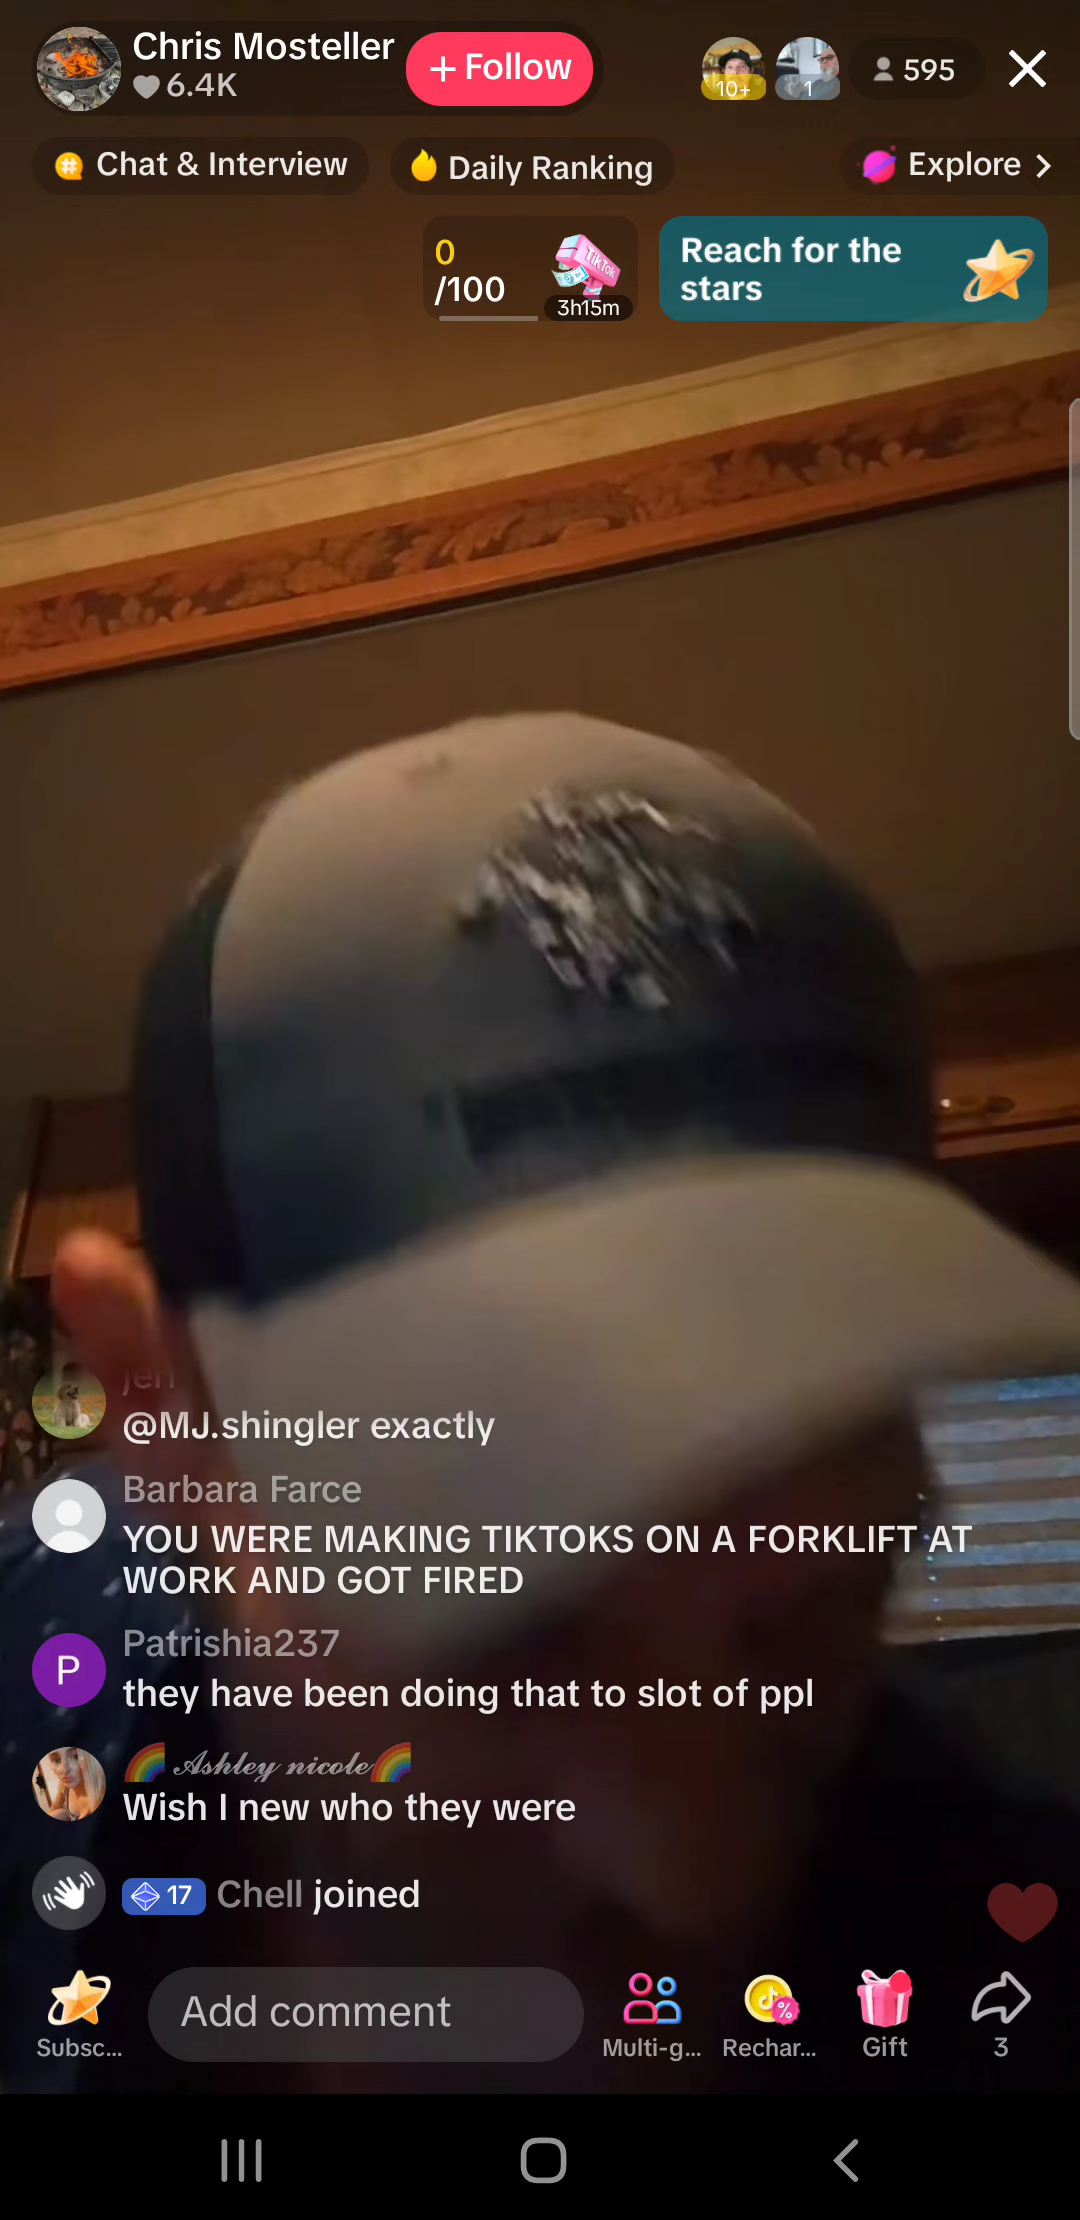 Chris Mosteller
6.4K
+ Follow
10+
1
595
# Chat & Interview
Daily Ranking
Explore >
0
/100
TikTok
3h15m
Reach for the
stars
jen
@MJ.shingler exactly
Barbara Farce
YOU WERE MAKING TIKTOKS ON A FORKLIFT AT
WORK AND GOT FIRED
P
Patrishia237
they have been doing that to slot of ppl
🌈 𝒜𝓈𝒽𝓁𝑒𝓎 𝓃𝒾𝒸𝑜𝓁𝑒🌈
Wish I new who they were
17 Chell joined
Add comment
Subsc...
Multi-g...
%
Rechar...
Gift
3